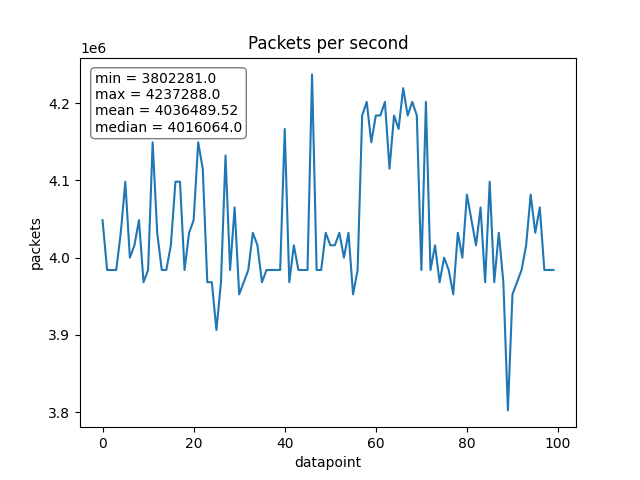 Packets per second
1e6
min = 3802281.0
max = 4237288.0
mean = 4036489.52
median = 4016064.0
4.2
4.1
4.0
3.9
3.8
packets
0 20 40 60 80 100
datapoint